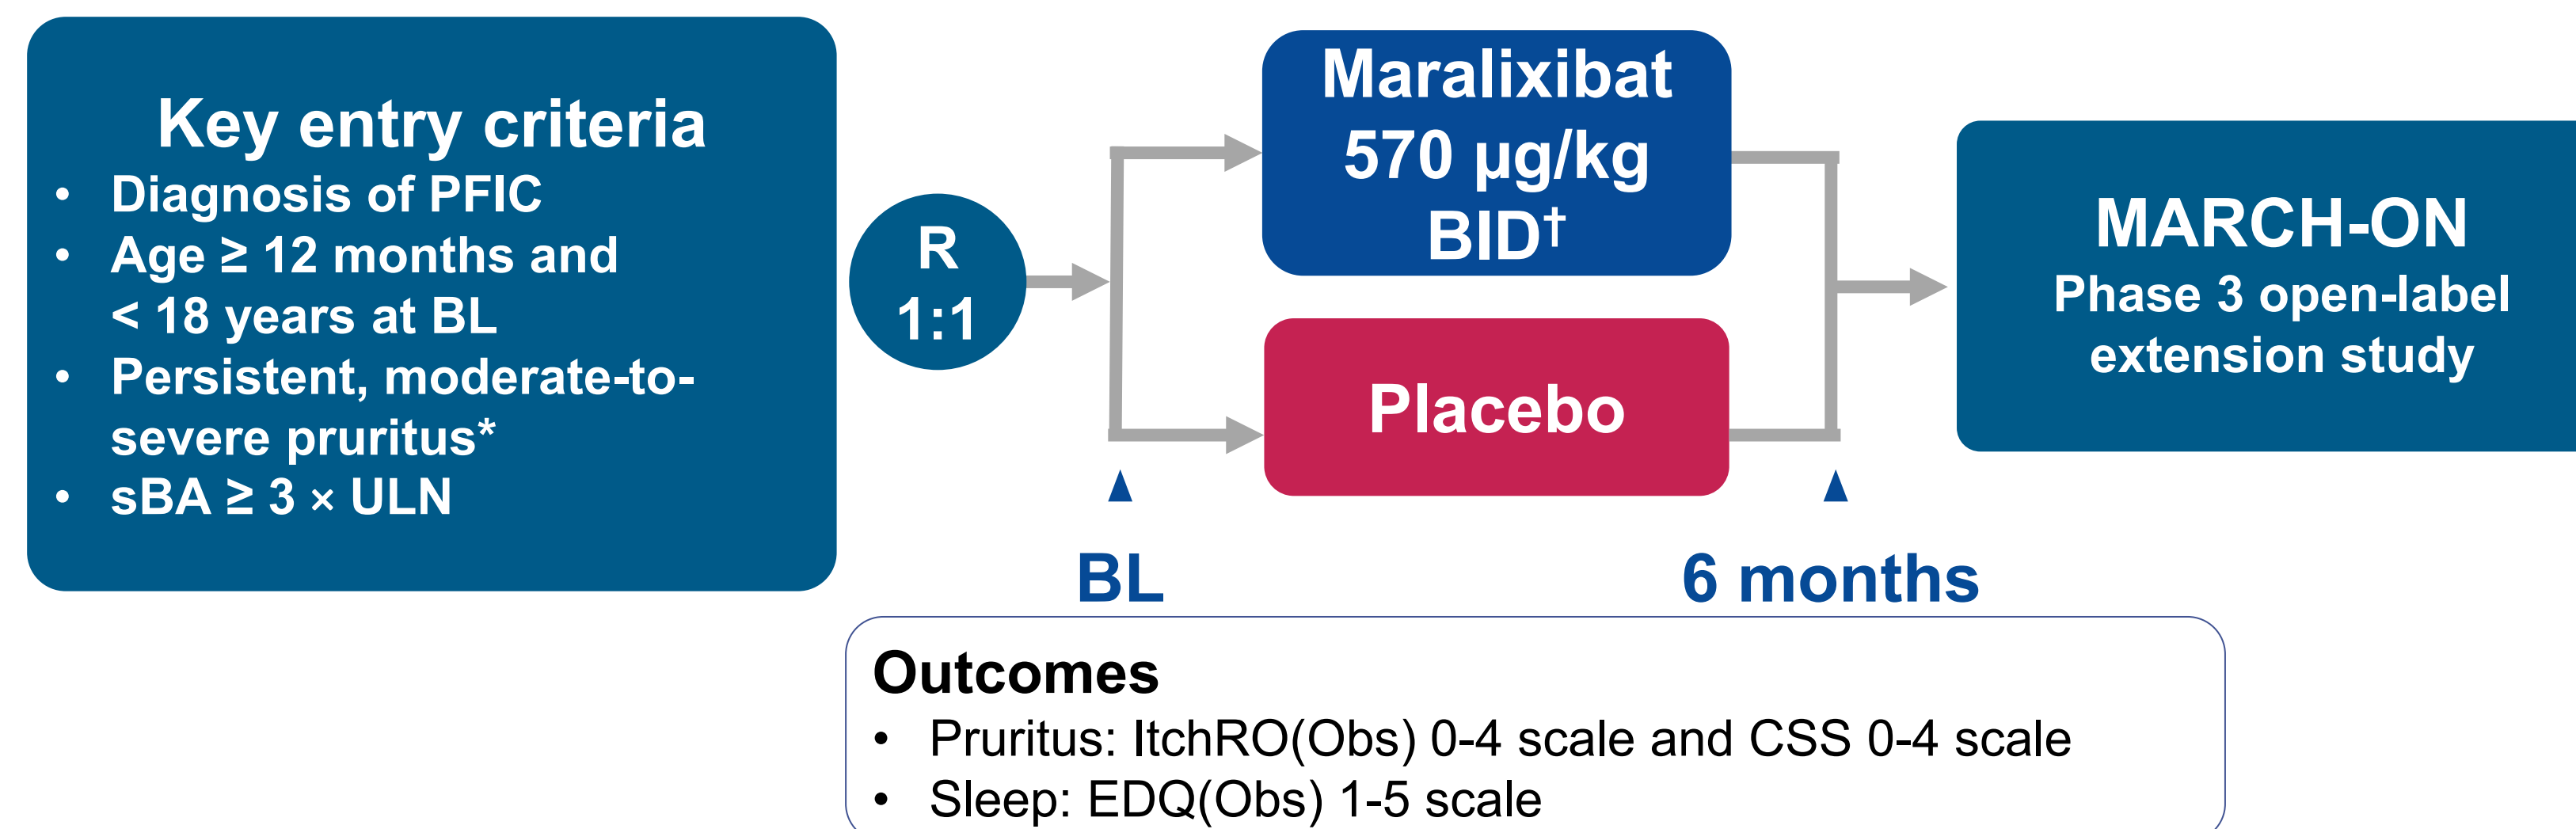 Key entry criteria
• Diagnosis of PFIC
• Age ≥ 12 months and
< 18 years at BL
• Persistent, moderate-to-
severe pruritus*
• sBA ≥ 3 × ULN
R
1:1
Maralixibat
570 μg/kg
BID†
Placebo
MARCH-ON
Phase 3 open-label
extension study
BL
6 months
Outcomes
• Pruritus: ItchRO(Obs) 0-4 scale and CSS 0-4 scale
• Sleep: EDQ(Obs) 1-5 scale